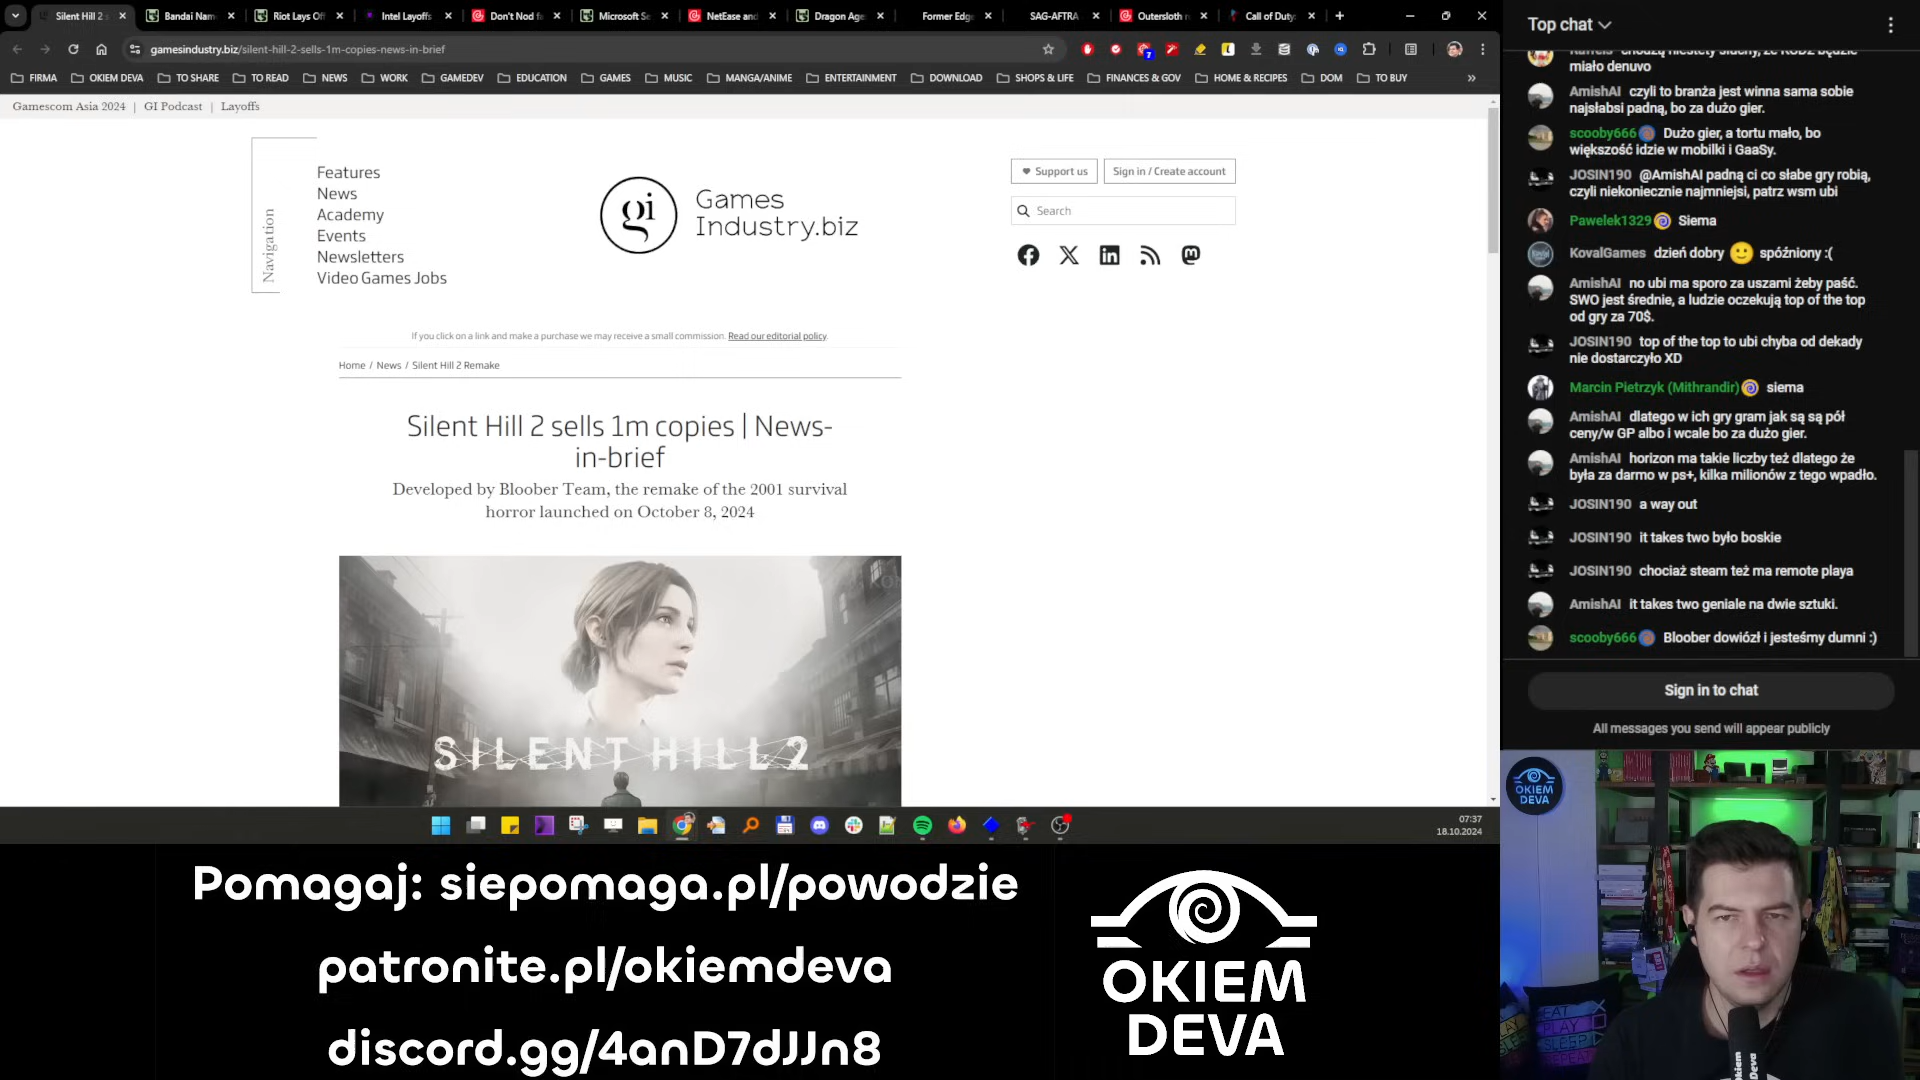 Silent Hill 2 s
Bandai Nam
Riot Lays Off
Intel Layoffs
Don't Nod f
Microsoft Se
NetEase and
Dragon Age
Former Edg
SAG-AFTRA
Outersloth r
Call of Duty
gamesindustry.biz/silent-hill-2-sells-1m-copies-news-in-brief
FIRMA
OKIEM DEVA
TO SHARE
TO READ
NEWS
WORK
GAMEDEV
EDUCATION
GAMES
MUSIC
MANGA/ANIME
ENTERTAINMENT
DOWNLOAD
SHOPS & LIFE
FINANCES & GOV
HOME & RECIPES
DOM
TO BUY
Gamescom Asia 2024 | GI Podcast | Layoffs
Navigation
Features
News
Academy
Events
Newsletters
Video Games Jobs
gi
Games
Industry.biz
Support us
Sign in / Create account
Search
If you click on a link and make a purchase we may receive a small commission. Read our editorial policy.
Home / News / Silent Hill 2 Remake
Silent Hill 2 sells 1m copies | News-
in-brief
Developed by Bloober Team, the remake of the 2001 survival
horror launched on October 8, 2024
SILENT HILL 2
07:37
18.10.2024
Top chat
chodzą niestety słuchy, że KCD2 będzie
miało denuvo
AmishAI czyli to branża jest winna sama sobie
najsłabsi padną, bo za dużo gier.
scooby666 Dużo gier, a tortu mało, bo
większość idzie w mobilki i GaaSy.
JOSIN190 @AmishAI padną ci co słabe gry robią,
czyli niekoniecznie najmniejsi, patrz wsm ubi
Pawelek1329 Siema
KovalGames dzień dobry 🙂 spóźniony :(
AmishAI no ubi ma sporo za uszami żeby paść.
SWO jest średnie, a ludzie oczekują top of the top
od gry za 70$.
JOSIN190 top of the top to ubi chyba od dekady
nie dostarczyło XD
Marcin Pietrzyk (Mithrandir) siema
AmishAI dlatego w ich gry gram jak są są pół
ceny/w GP albo i wcale bo za dużo gier.
AmishAI horizon ma takie liczby też dlatego że
była za darmo w ps+, kilka milionów z tego wpadło.
JOSIN190 a way out
JOSIN190 it takes two było boskie
JOSIN190 chociaż steam też ma remote playa
AmishAI it takes two geniale na dwie sztuki.
scooby666 Bloober dowiózł i jesteśmy dumni :)
Sign in to chat
All messages you send will appear publicly
OKIEM
DEVA
EAT
PLAY
SLEEP
REPEAT
Okiem
Deva
Pomagaj: siepomaga.pl/powodzie
patronite.pl/okiemdeva
discord.gg/4anD7dJJn8
OKIEM
DEVA